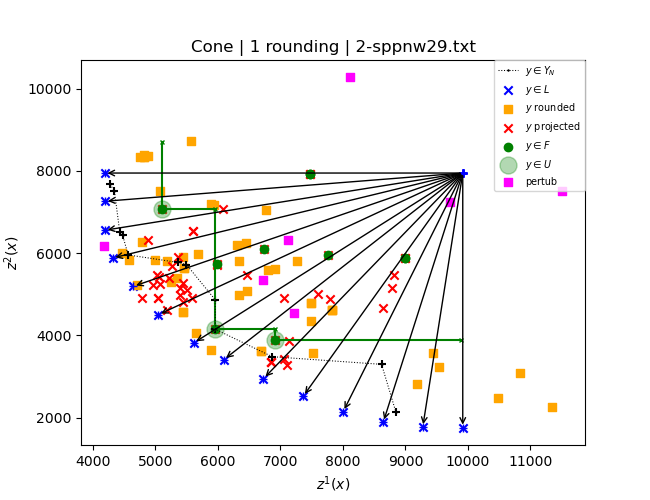 Cone | 1 rounding | 2-sppnw29.txt
z¹(x)
z²(x)
10000
8000
6000
4000
2000
4000 5000 6000 7000 8000 9000 10000 11000
y ∈ Y_N
y ∈ L
y rounded
y projected
y ∈ F
y ∈ U
pertub